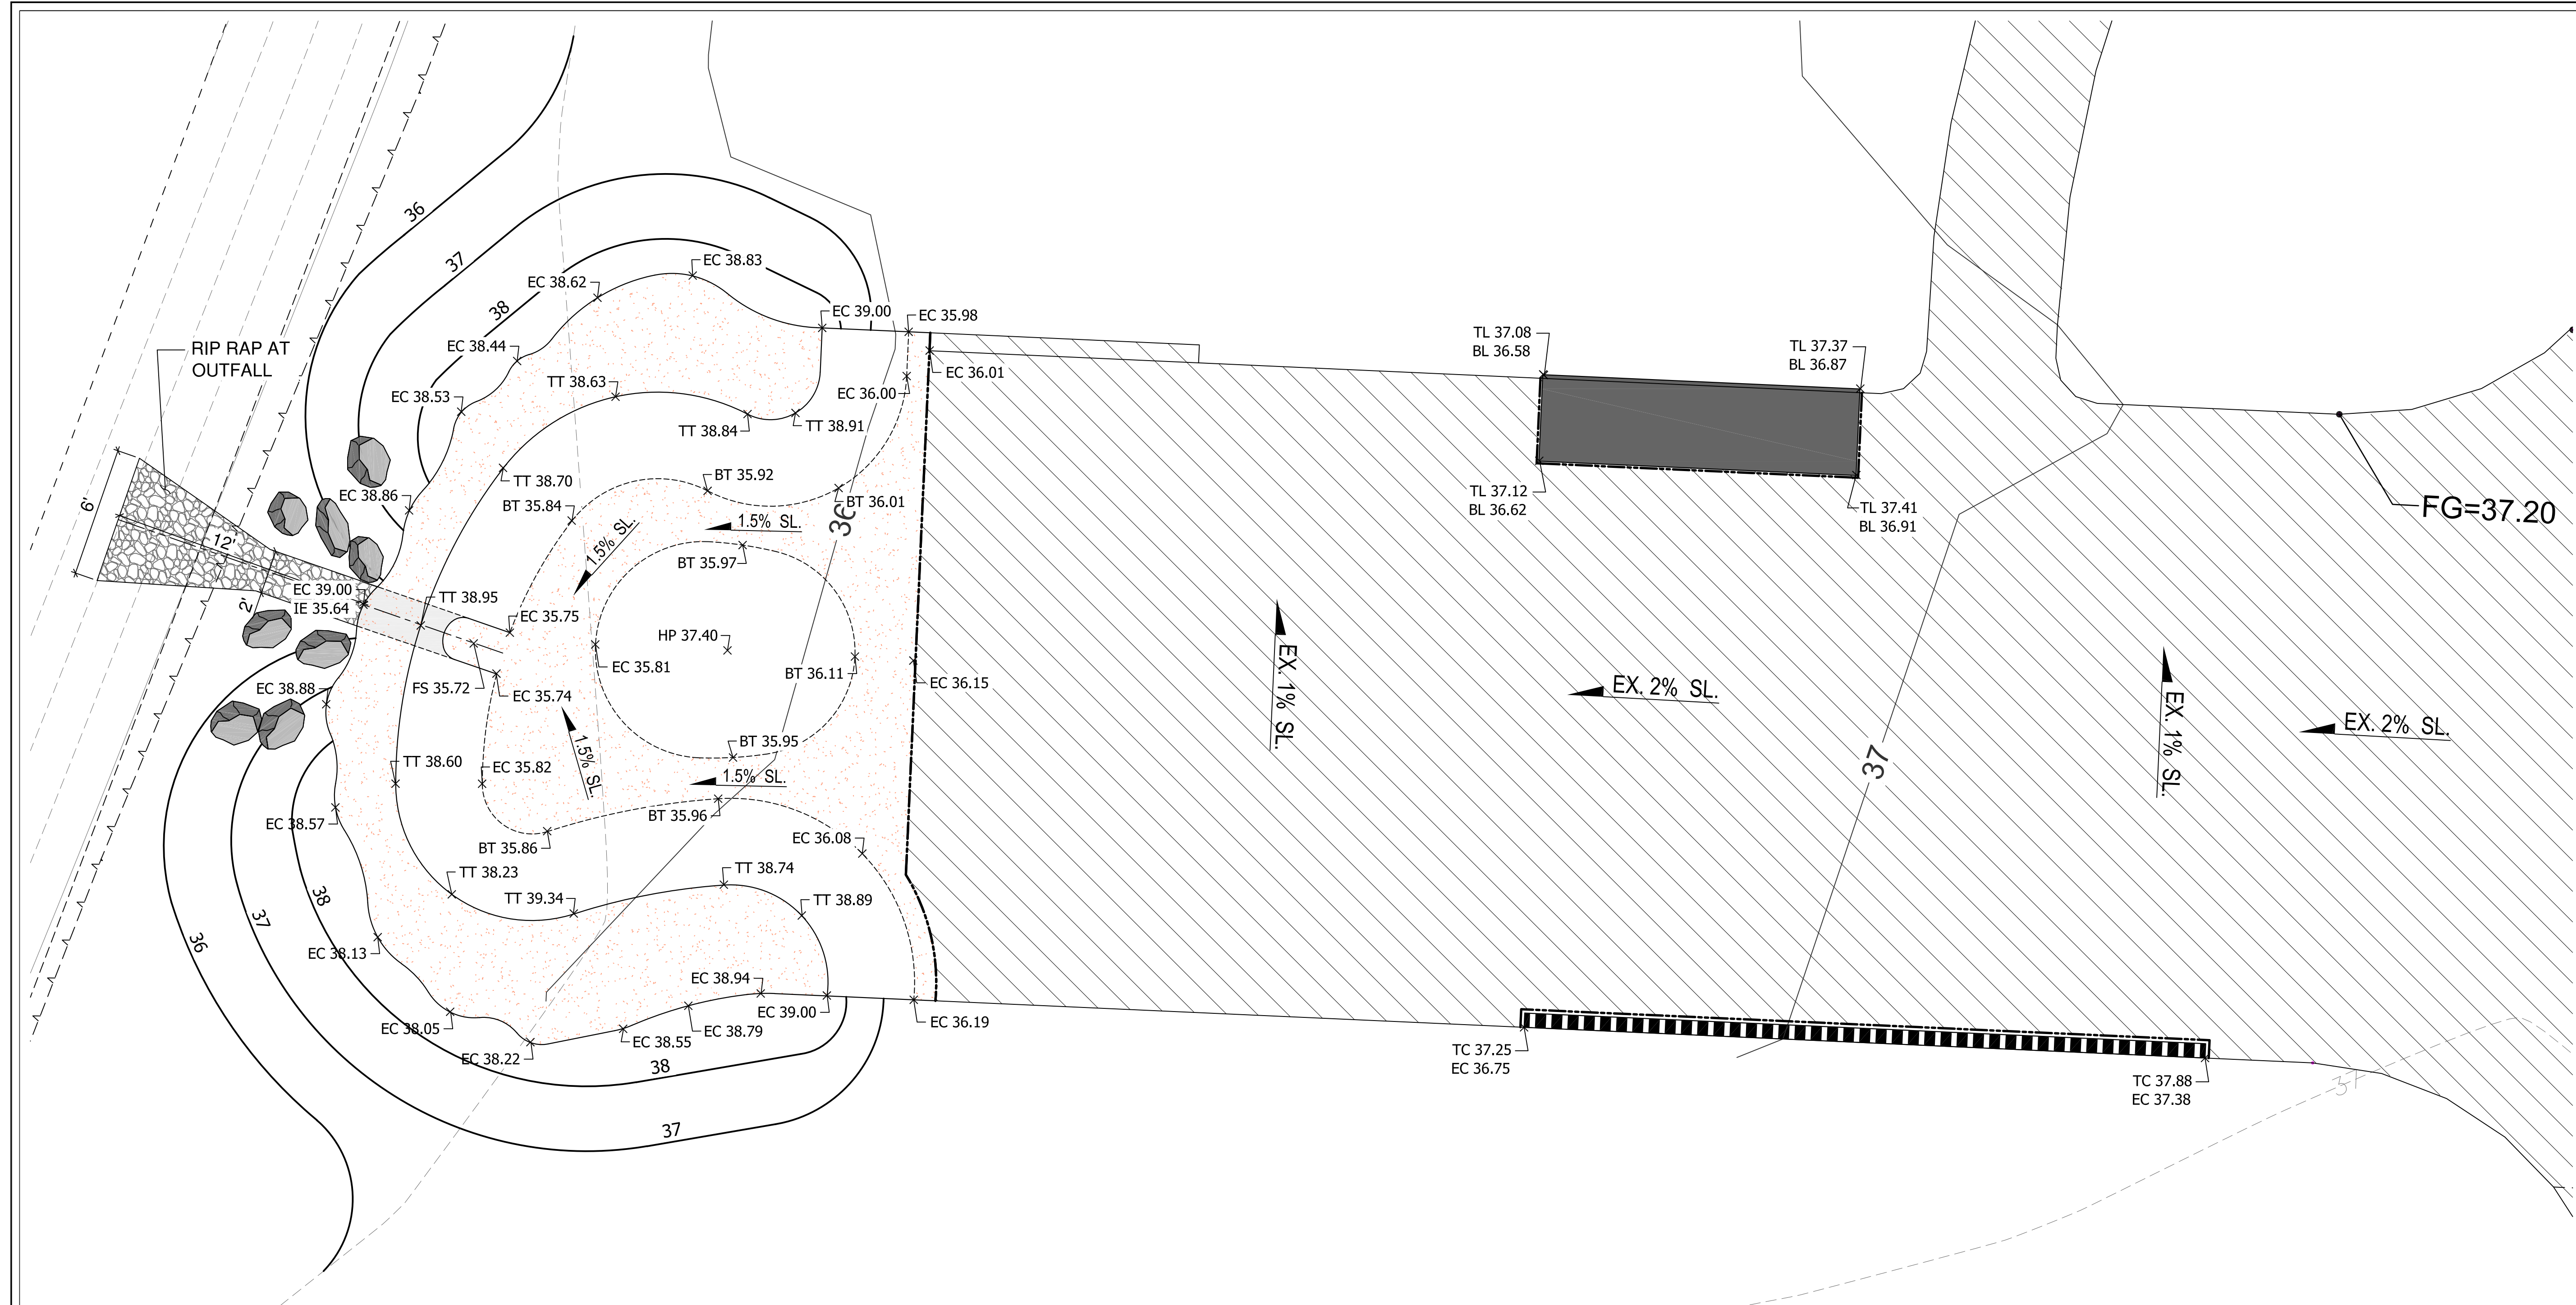 36
37
38
EC 38.83
EC 38.62
EC 39.00
EC 35.98
RIP RAP AT
OUTFALL
EC 38.44
EC 38.53
TT 38.63
TT 38.84
TT 38.91
EC 36.00
EC 36.01
TL 37.08
BL 36.58
TL 37.37
BL 36.87
TT 38.70
BT 35.92
BT 36.01
EC 38.86
BT 35.84
1.5% SL.
1.5% SL.
36
BT 35.97
TL 37.12
BL 36.62
TL 37.41
BL 36.91
FG=37.20
6'
12'
2'
EC 39.00
IE 35.64
TT 38.95
EC 35.75
HP 37.40
EC 35.81
BT 36.11
EC 36.15
EC 38.88
FS 35.72
EC 35.74
EX. 1% SL.
EX. 2% SL.
EX. 1% SL.
EX. 2% SL.
1.5% SL.
BT 35.95
1.5% SL.
TT 38.60
EC 35.82
37
EC 38.57
BT 35.96
BT 35.86
EC 36.08
TT 38.23
TT 38.74
TT 39.34
TT 38.89
38
37
36
EC 38.13
EC 38.94
EC 39.00
EC 38.05
EC 38.79
EC 38.55
EC 38.22
EC 36.19
38
37
TC 37.25
EC 36.75
TC 37.88
EC 37.38
37